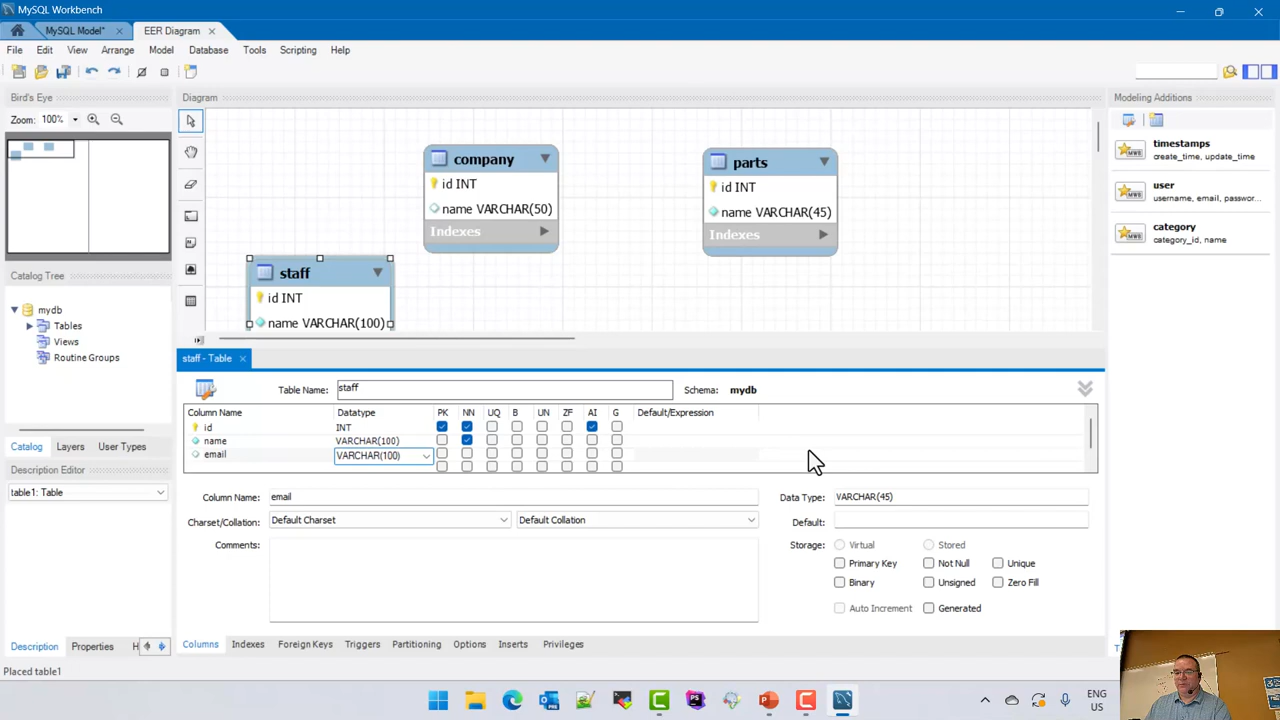 MySQL Workbench
MySQL Model* EER Diagram
File Edit View Arrange Model Database Tools Scripting Help
Bird's Eye
Diagram
Modeling Additions
Zoom: 100%
timestamps
create_time, update_time
user
username, email, passwor...
category
category_id, name
company
id INT
name VARCHAR(50)
Indexes
parts
id INT
name VARCHAR(45)
Indexes
staff
id INT
name VARCHAR(100)
Catalog Tree
mydb
Tables
Views
Routine Groups
Catalog Layers User Types
Description Editor
table1: Table
Description Properties H
staff - Table
Table Name: staff Schema: mydb
Column Name Datatype PK NN UQ B UN ZF AI G Default/Expression
id INT
name VARCHAR(100)
email VARCHAR(100)
Column Name: email Data Type: VARCHAR(45)
Charset/Collation: Default Charset Default Collation Default:
Comments: Storage: Virtual Stored
Primary Key Not Null Unique
Binary Unsigned Zero Fill
Auto Increment Generated
Columns Indexes Foreign Keys Triggers Partitioning Options Inserts Privileges
Placed table1
ENG
US